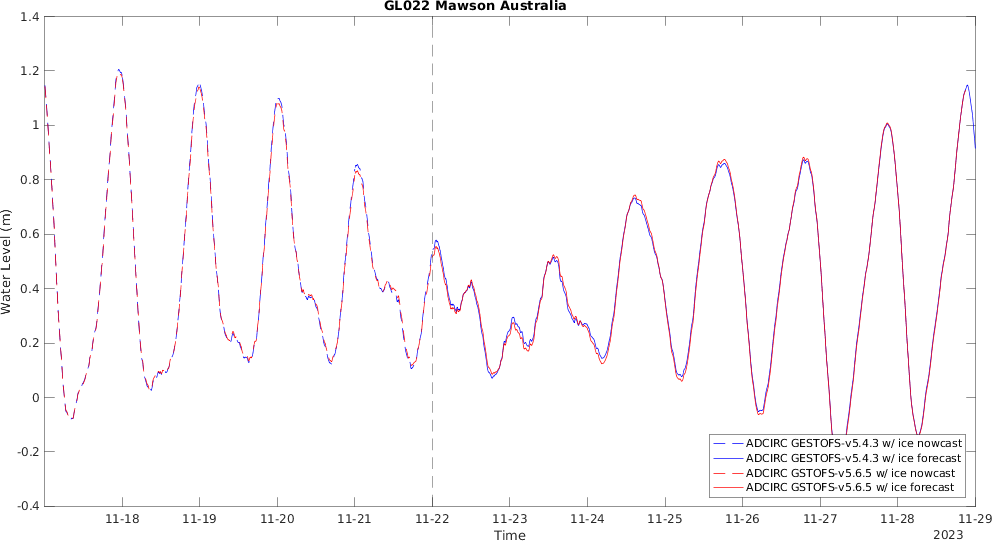 GL022 Mawson Australia
1.4
1.2
1
0.8
0.6
0.4
0.2
0
-0.2
-0.4
Water Level (m)
ADCIRC GESTOFS-v5.4.3 w/ ice nowcast
ADCIRC GESTOFS-v5.4.3 w/ ice forecast
ADCIRC GSTOFS-v5.6.5 w/ ice nowcast
ADCIRC GSTOFS-v5.6.5 w/ ice forecast
11-18 11-19 11-20 11-21 11-22 11-23 11-24 11-25 11-26 11-27 11-28 11-29
Time
2023